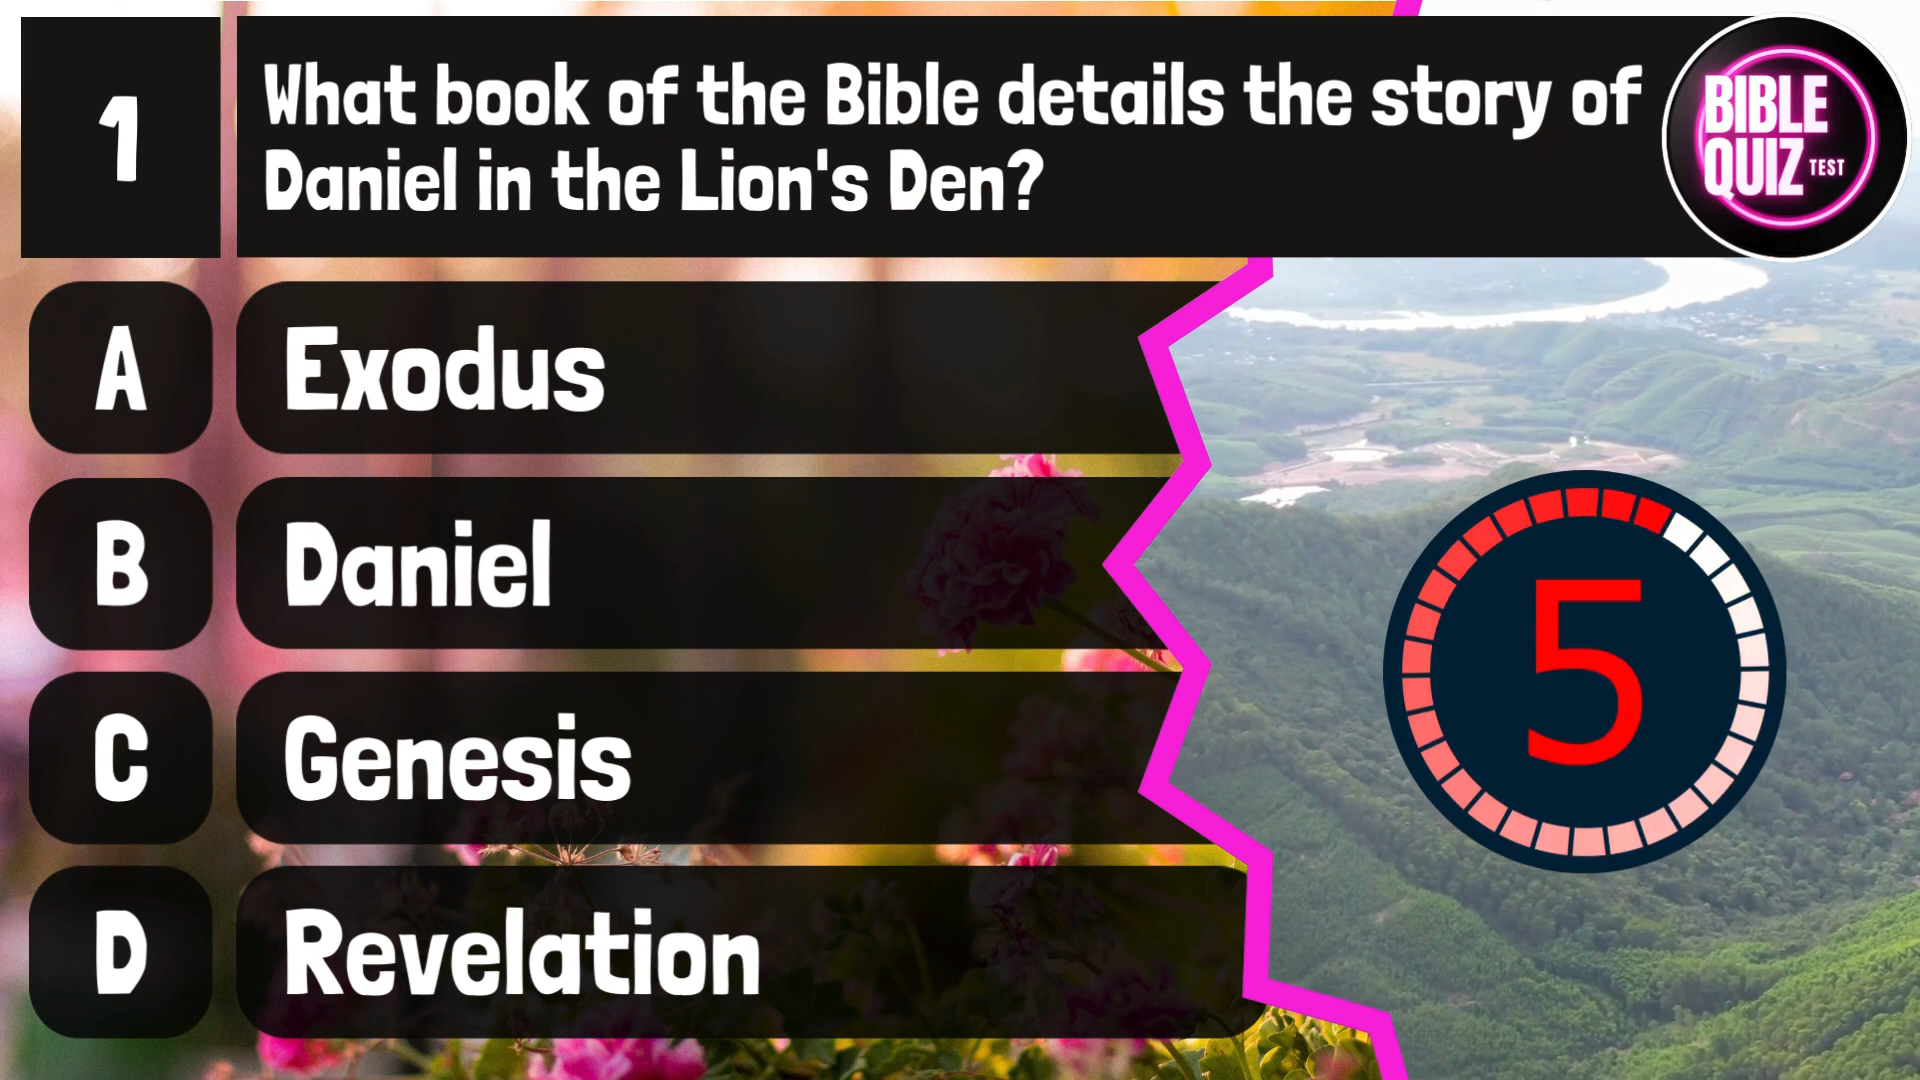 1
What book of the Bible details the story of
Daniel in the Lion's Den?
BIBLE
QUIZ TEST
A
Exodus
B
Daniel
C
Genesis
D
Revelation
5